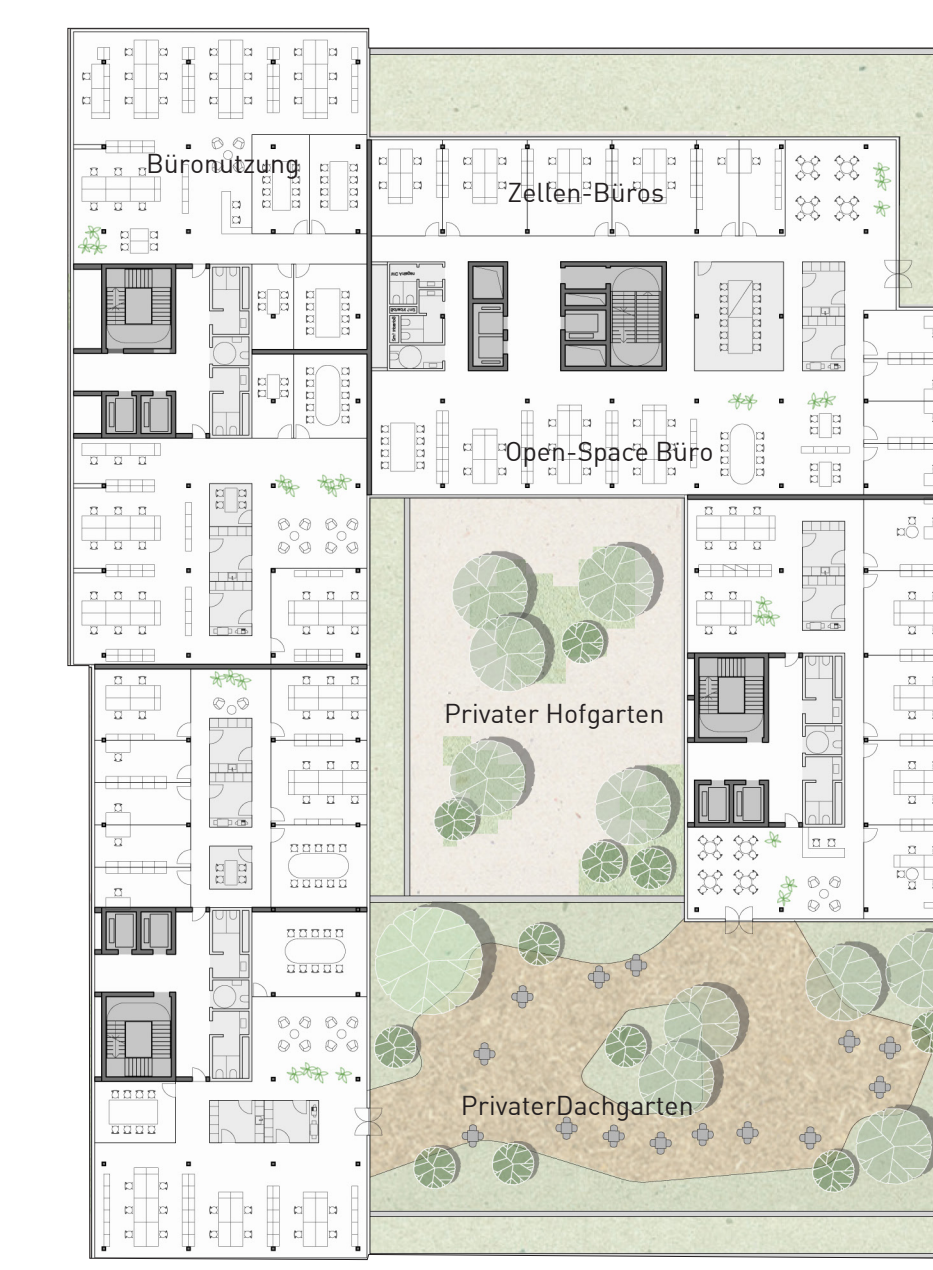 Büronutzung
Zellen-Büros
Open-Space Büro
Privater Hofgarten
PrivaterDachgarten